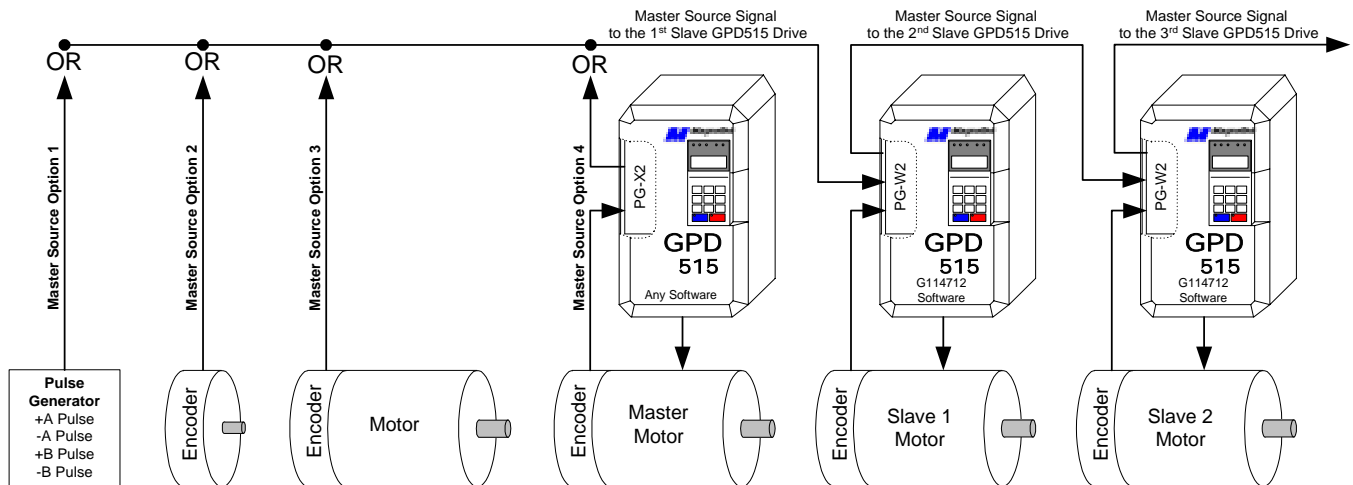 Master Source Signal
to the 1st Slave GPD515 Drive
Master Source Signal
to the 2nd Slave GPD515 Drive
Master Source Signal
to the 3rd Slave GPD515 Drive
OR
OR
OR
OR
Master Source Option 1
Master Source Option 2
Master Source Option 3
Master Source Option 4
PG-X2
GPD
515
Any Software
PG-W2
GPD
515
G114712
Software
PG-W2
GPD
515
G114712
Software
Pulse
Generator
+A Pulse
-A Pulse
+B Pulse
-B Pulse
Encoder
Encoder
Motor
Encoder
Master
Motor
Encoder
Slave 1
Motor
Encoder
Slave 2
Motor